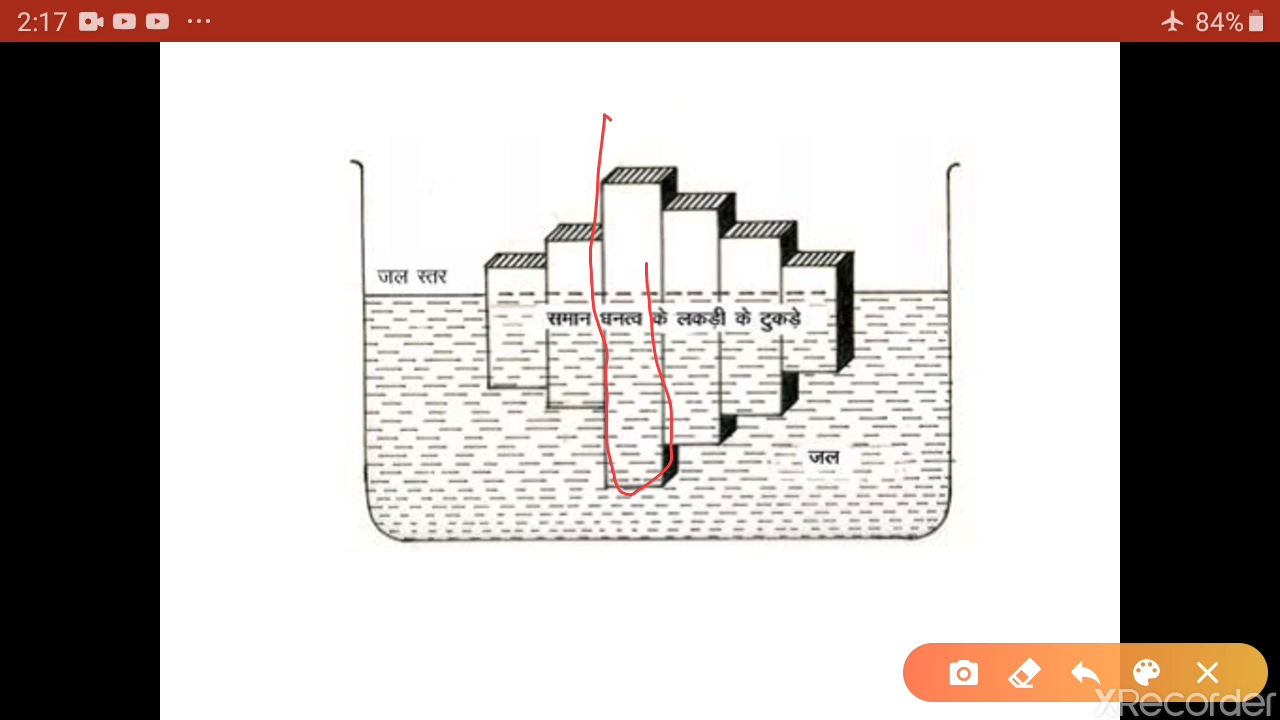 2:17
84%
जल स्तर
समान घनत्व के लकड़ी के टुकड़े
जल
XRecorder